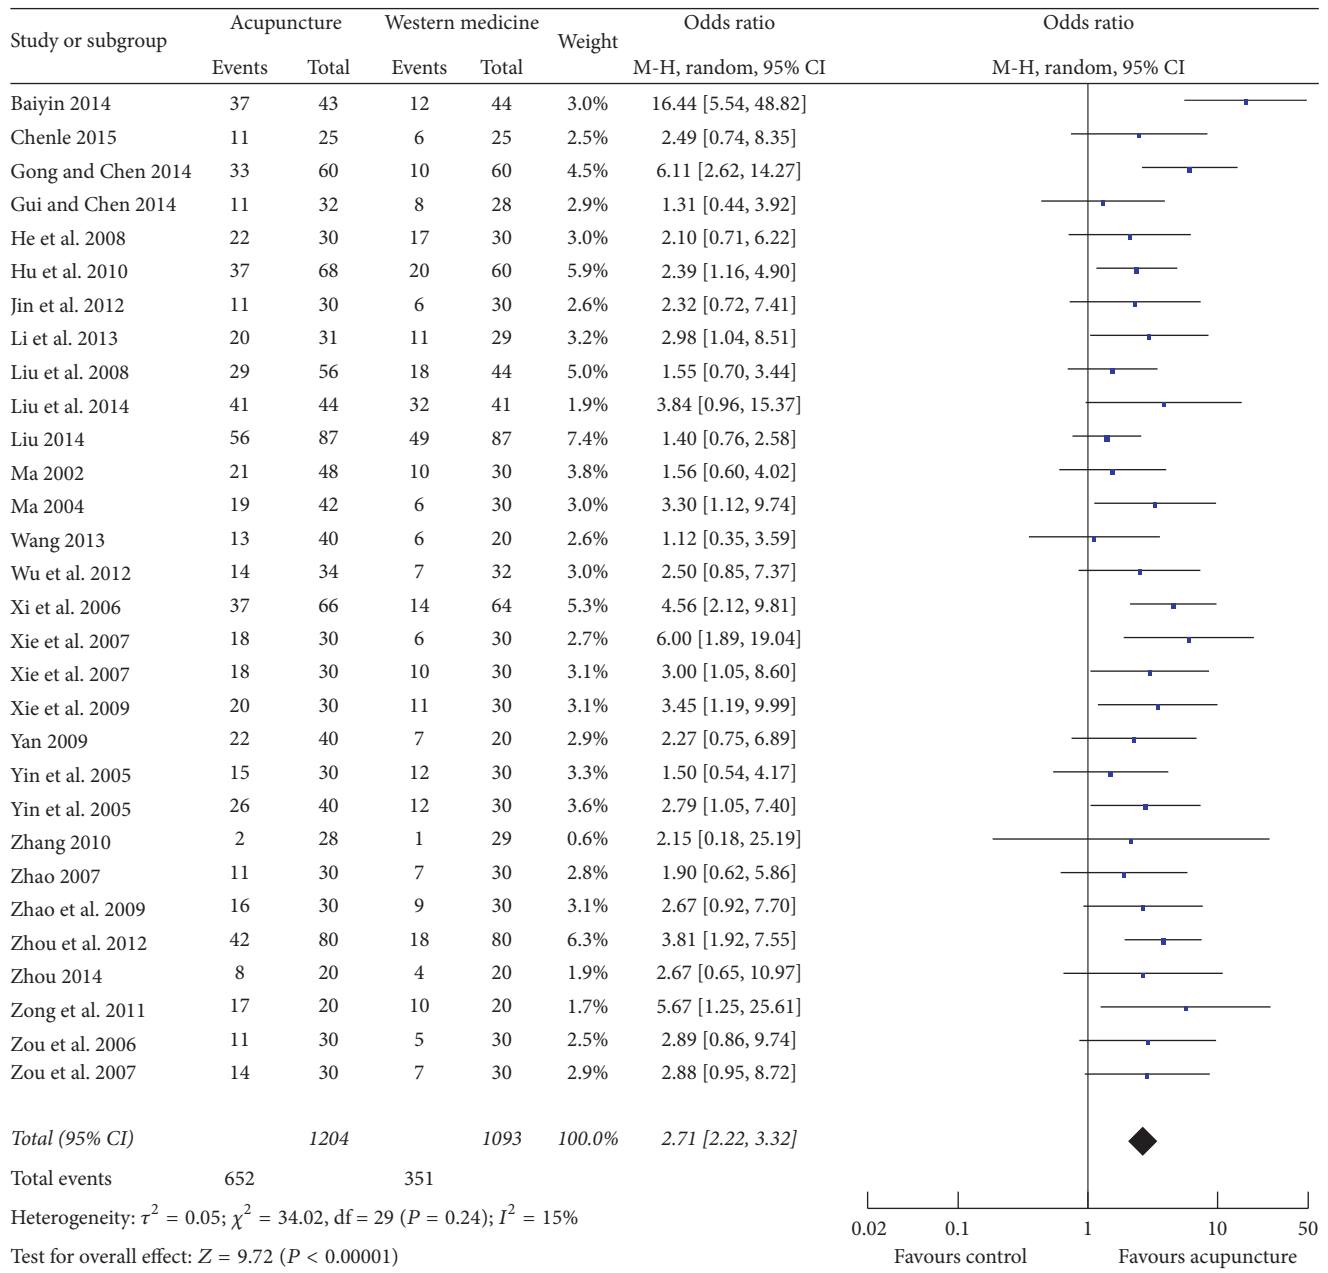 Acupuncture Western medicine Odds ratio Odds ratio
Study or subgroup Weight
Events Total Events Total M-H, random, 95% CI M-H, random, 95% CI
Baiyin 2014 37 43 12 44 3.0% 16.44 [5.54, 48.82]
Chenle 2015 11 25 6 25 2.5% 2.49 [0.74, 8.35]
Gong and Chen 2014 33 60 10 60 4.5% 6.11 [2.62, 14.27]
Gui and Chen 2014 11 32 8 28 2.9% 1.31 [0.44, 3.92]
He et al. 2008 22 30 17 30 3.0% 2.10 [0.71, 6.22]
Hu et al. 2010 37 68 20 60 5.9% 2.39 [1.16, 4.90]
Jin et al. 2012 11 30 6 30 2.6% 2.32 [0.72, 7.41]
Li et al. 2013 20 31 11 29 3.2% 2.98 [1.04, 8.51]
Liu et al. 2008 29 56 18 44 5.0% 1.55 [0.70, 3.44]
Liu et al. 2014 41 44 32 41 1.9% 3.84 [0.96, 15.37]
Liu 2014 56 87 49 87 7.4% 1.40 [0.76, 2.58]
Ma 2002 21 48 10 30 3.8% 1.56 [0.60, 4.02]
Ma 2004 19 42 6 30 3.0% 3.30 [1.12, 9.74]
Wang 2013 13 40 6 20 2.6% 1.12 [0.35, 3.59]
Wu et al. 2012 14 34 7 32 3.0% 2.50 [0.85, 7.37]
Xi et al. 2006 37 66 14 64 5.3% 4.56 [2.12, 9.81]
Xie et al. 2007 18 30 6 30 2.7% 6.00 [1.89, 19.04]
Xie et al. 2007 18 30 10 30 3.1% 3.00 [1.05, 8.60]
Xie et al. 2009 20 30 11 30 3.1% 3.45 [1.19, 9.99]
Yan 2009 22 40 7 20 2.9% 2.27 [0.75, 6.89]
Yin et al. 2005 15 30 12 30 3.3% 1.50 [0.54, 4.17]
Yin et al. 2005 26 40 12 30 3.6% 2.79 [1.05, 7.40]
Zhang 2010 2 28 1 29 0.6% 2.15 [0.18, 25.19]
Zhao 2007 11 30 7 30 2.8% 1.90 [0.62, 5.86]
Zhao et al. 2009 16 30 9 30 3.1% 2.67 [0.92, 7.70]
Zhou et al. 2012 42 80 18 80 6.3% 3.81 [1.92, 7.55]
Zhou 2014 8 20 4 20 1.9% 2.67 [0.65, 10.97]
Zong et al. 2011 17 20 10 20 1.7% 5.67 [1.25, 25.61]
Zou et al. 2006 11 30 5 30 2.5% 2.89 [0.86, 9.74]
Zou et al. 2007 14 30 7 30 2.9% 2.88 [0.95, 8.72]
Total (95% CI) 1204 1093 100.0% 2.71 [2.22, 3.32]
Total events 652 351
Heterogeneity: τ² = 0.05; χ² = 34.02, df = 29 (P = 0.24); I² = 15%
0.02 0.1 1 10 50
Test for overall effect: Z = 9.72 (P < 0.00001) Favours control Favours acupuncture